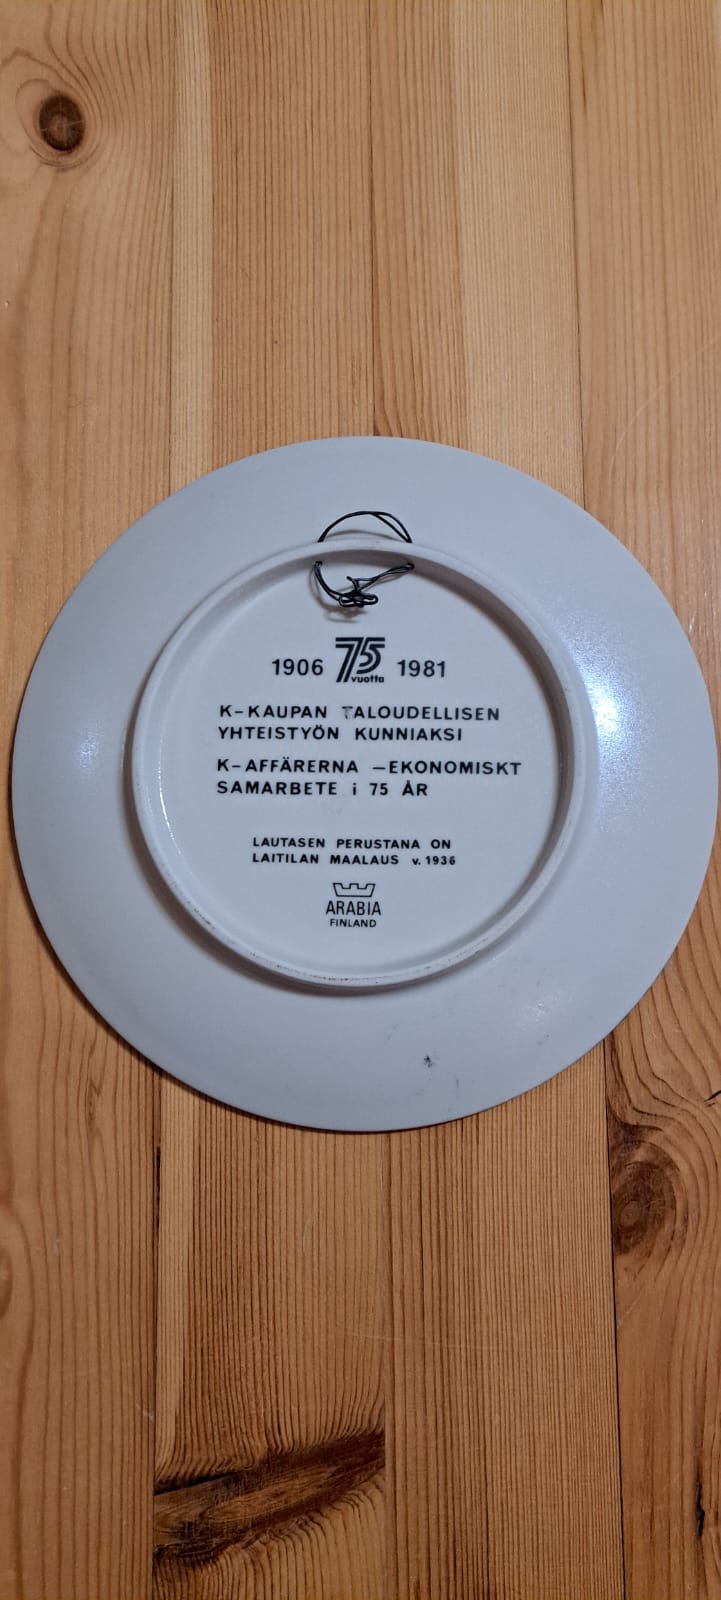 1906 75 vuotta 1981
K-KAUPAN TALOUDELLISEN
YHTEISTYÖN KUNNIAKSI
K-AFFÄRERNA –EKONOMISKT
SAMARBETE i 75 ÅR
LAUTASEN PERUSTANA ON
LAITILAN MAALAUS v. 1936
ARABIA
FINLAND